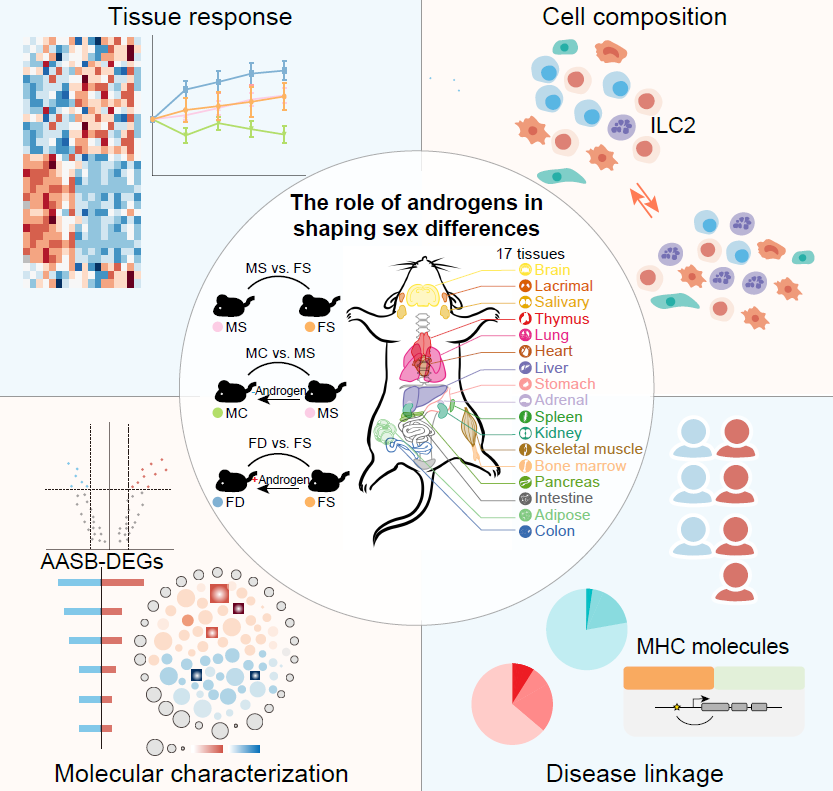 Tissue response
Cell composition
ILC2
The role of androgens in
shaping sex differences
MS vs. FS
MS
FS
MC vs. MS
-Androgen
MC
MS
FD vs. FS
+Androgen
FD
FS
17 tissues
Brain
Lacrimal
Salivary
Thymus
Lung
Heart
Liver
Stomach
Adrenal
Spleen
Kidney
Skeletal muscle
Bone marrow
Pancreas
Intestine
Adipose
Colon
AASB-DEGs
MHC molecules
Molecular characterization
Disease linkage